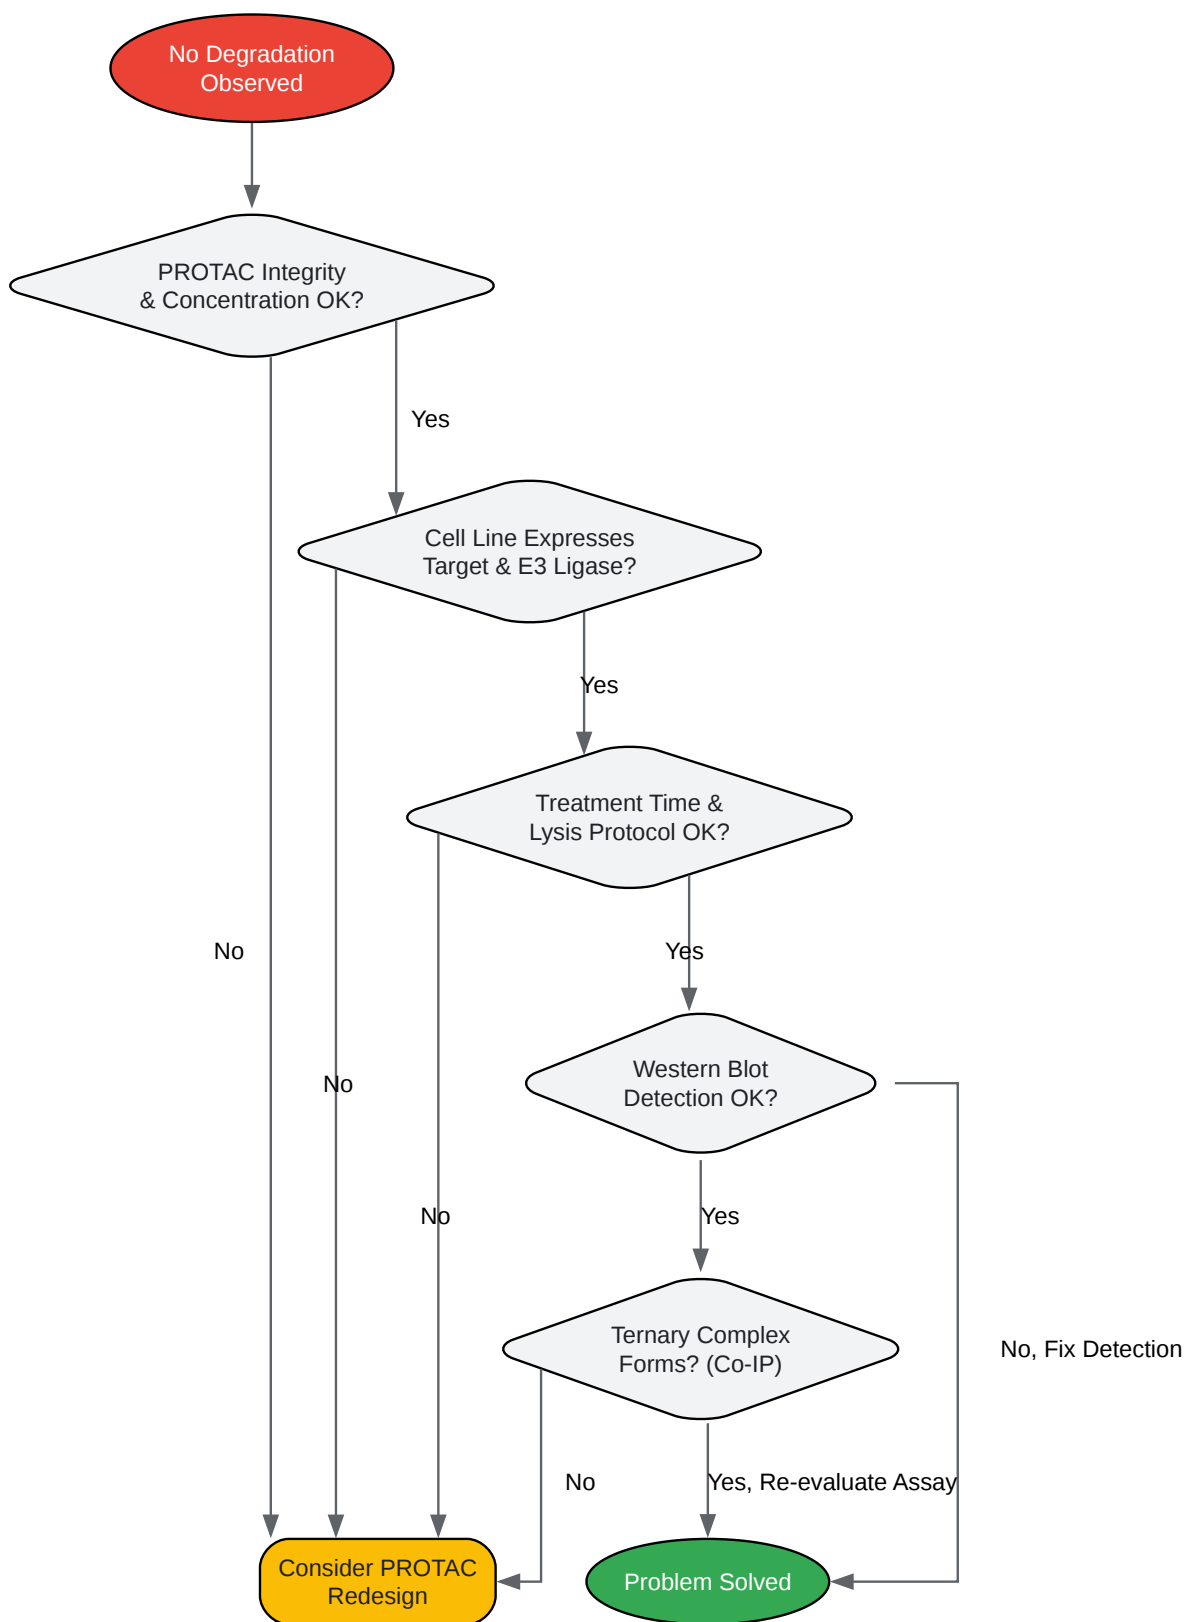 No Degradation
Observed
PROTAC Integrity
& Concentration OK?
Yes
Cell Line Expresses
Target & E3 Ligase?
Yes
Treatment Time &
Lysis Protocol OK?
No
Yes
Western Blot
Detection OK?
No
No
Yes
Ternary Complex
Forms? (Co-IP)
No, Fix Detection
No
Yes, Re-evaluate Assay
Consider PROTAC
Redesign
Problem Solved